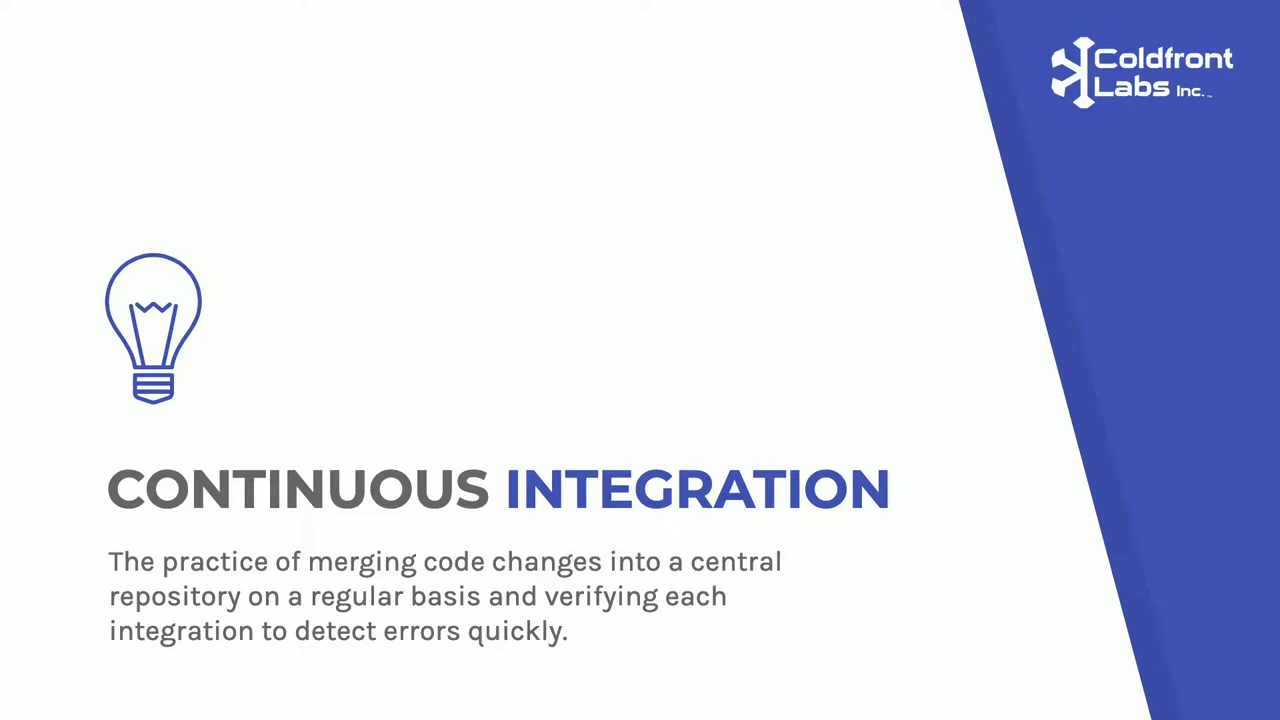 Coldfront
Labs Inc.™
CONTINUOUS INTEGRATION
The practice of merging code changes into a central
repository on a regular basis and verifying each
integration to detect errors quickly.